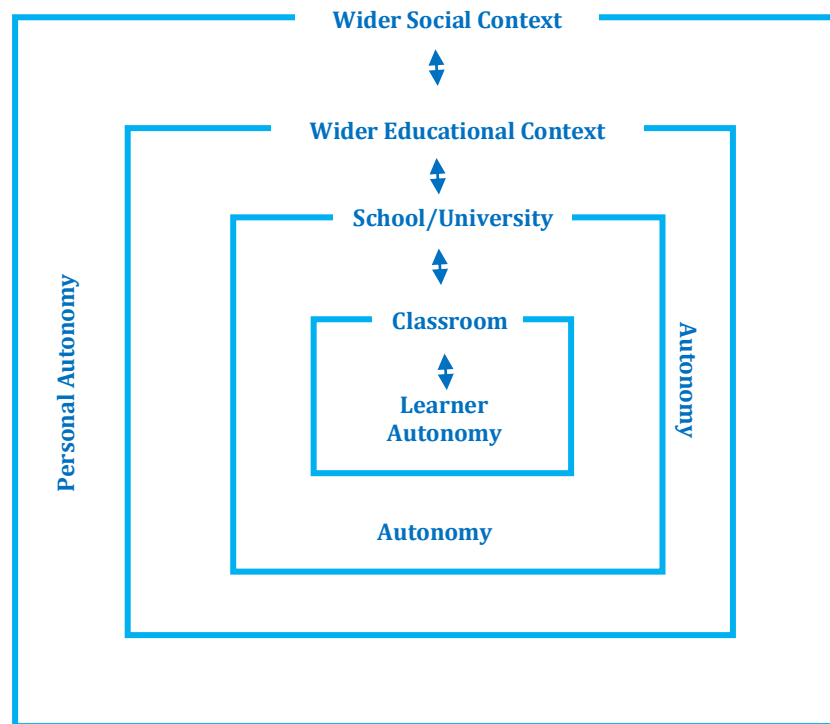 Wider Social Context
Wider Educational Context
School/University
Personal Autonomy
Classroom
Autonomy
Learner
Autonomy
Autonomy